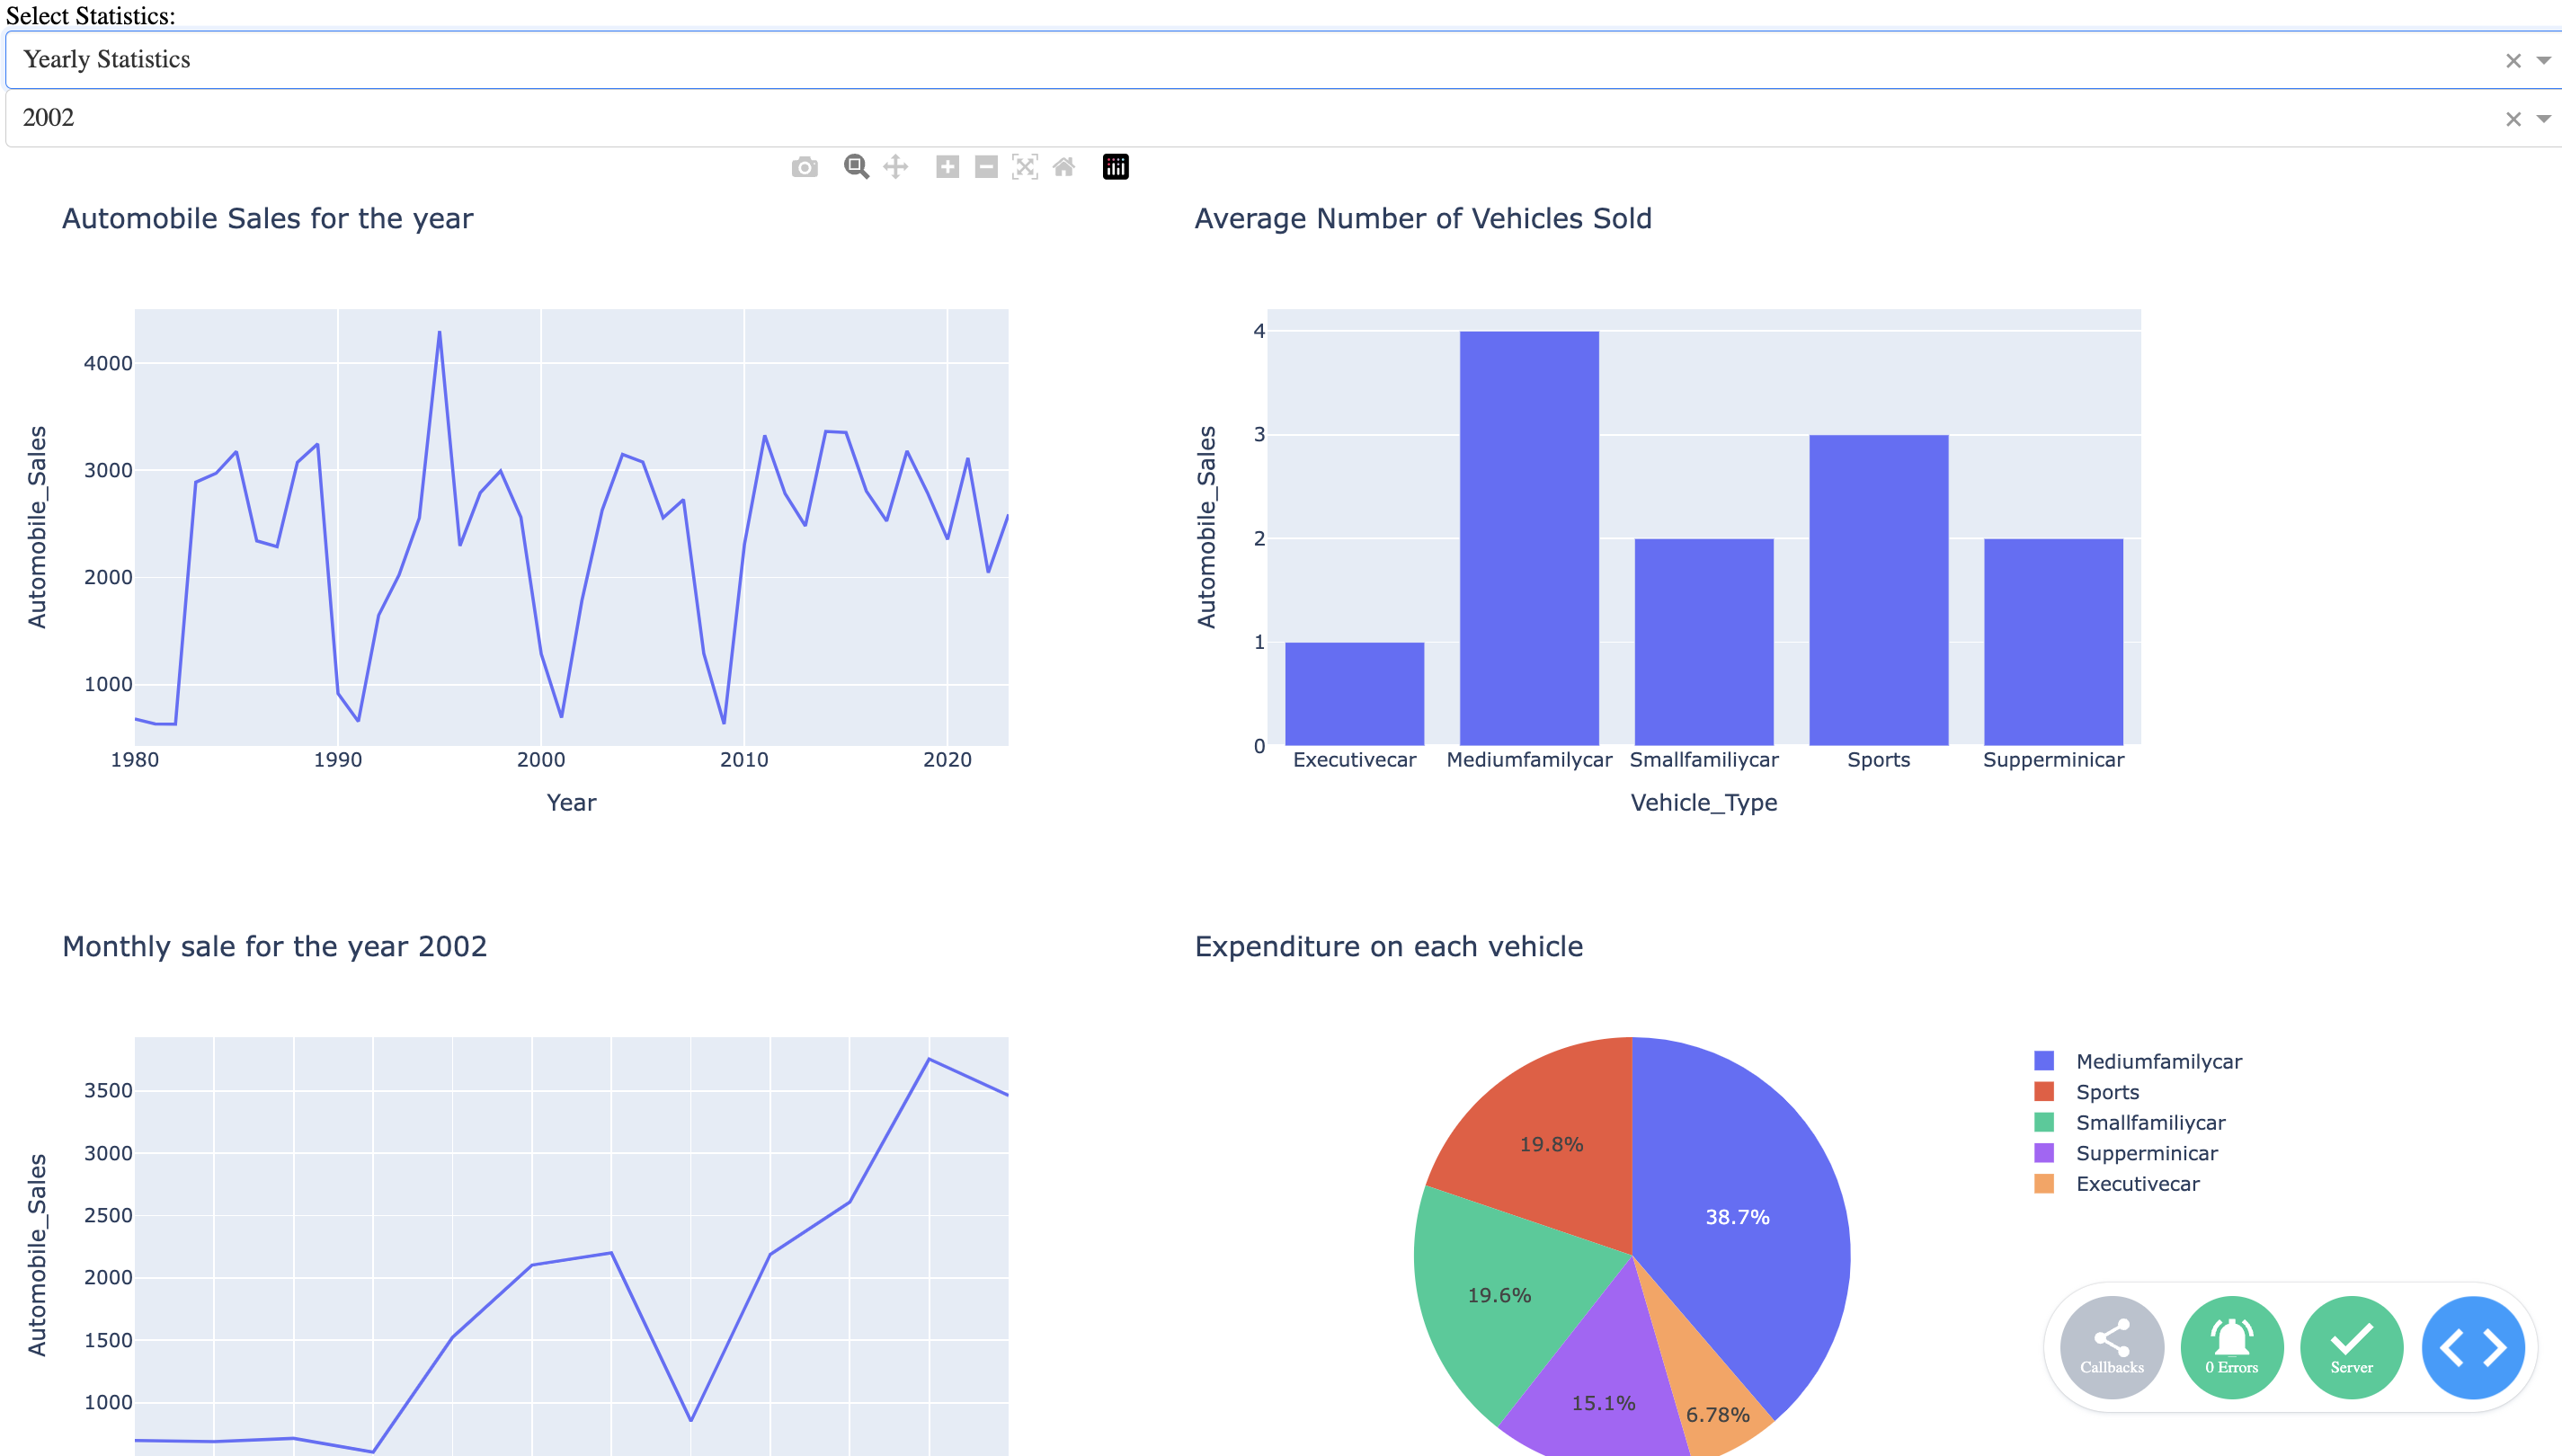 Select Statistics:
Yearly Statistics
2002
Automobile Sales for the year
Automobile_Sales
4000
3000
2000
1000
1980 1990 2000 2010 2020
Year
Average Number of Vehicles Sold
Automobile_Sales
4
3
2
1
0
Executivecar Mediumfamilycar Smallfamiliycar Sports Supperminicar
Vehicle_Type
Monthly sale for the year 2002
Automobile_Sales
3500
3000
2500
2000
1500
1000
Expenditure on each vehicle
19.8%
38.7%
19.6%
15.1%
6.78%
Mediumfamilycar
Sports
Smallfamiliycar
Supperminicar
Executivecar
Callbacks
0 Errors
Server